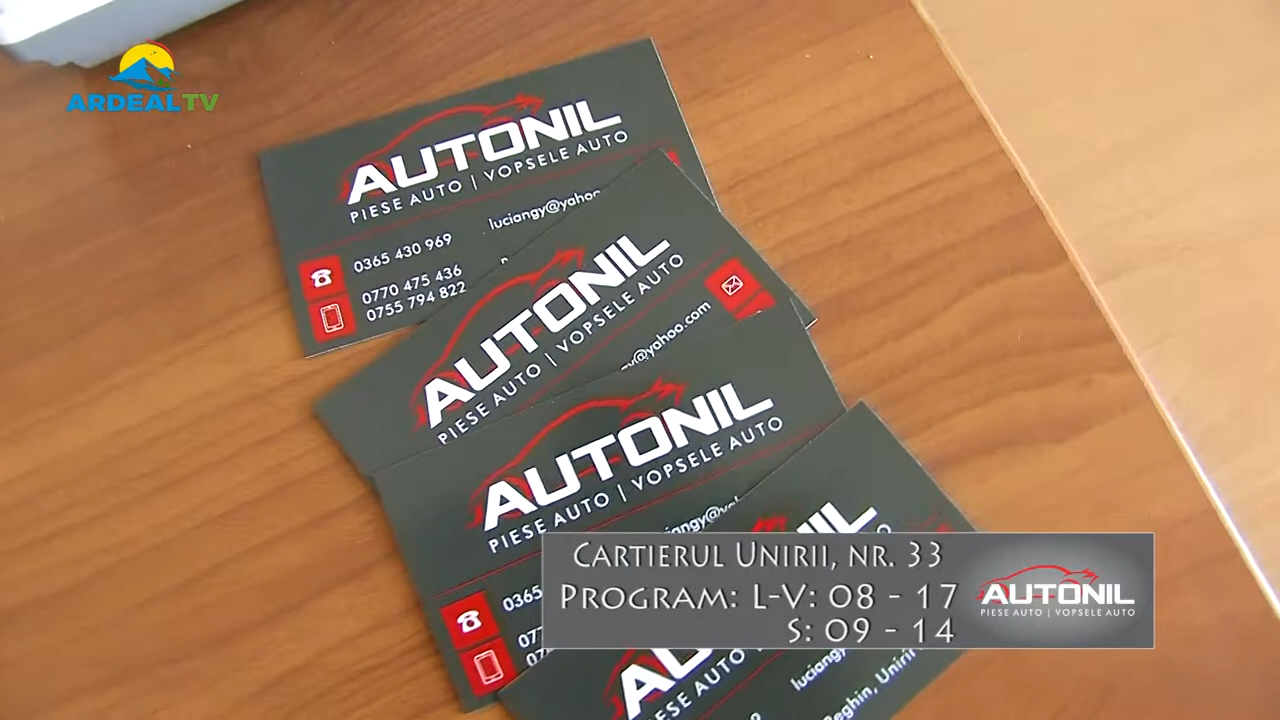 ARDEAL TV
AUTONIL
PIESE AUTO | VOPSELE AUTO
luciangy@yahoo
0365 430 969
0770 475 436
0755 794 822
AUTONIL
PIESE AUTO | VOPSELE AUTO
@yahoo.com
AUTONIL
PIESE AUTO | VOPSELE AUTO
0365
CARTIERUL UNIRII, NR. 33
PROGRAM: L-V: 08 - 17
S: 09 - 14
AUTONIL
PIESE AUTO | VOPSELE AUTO
PIESE AUTO
luciangy
Reghin, Unirii